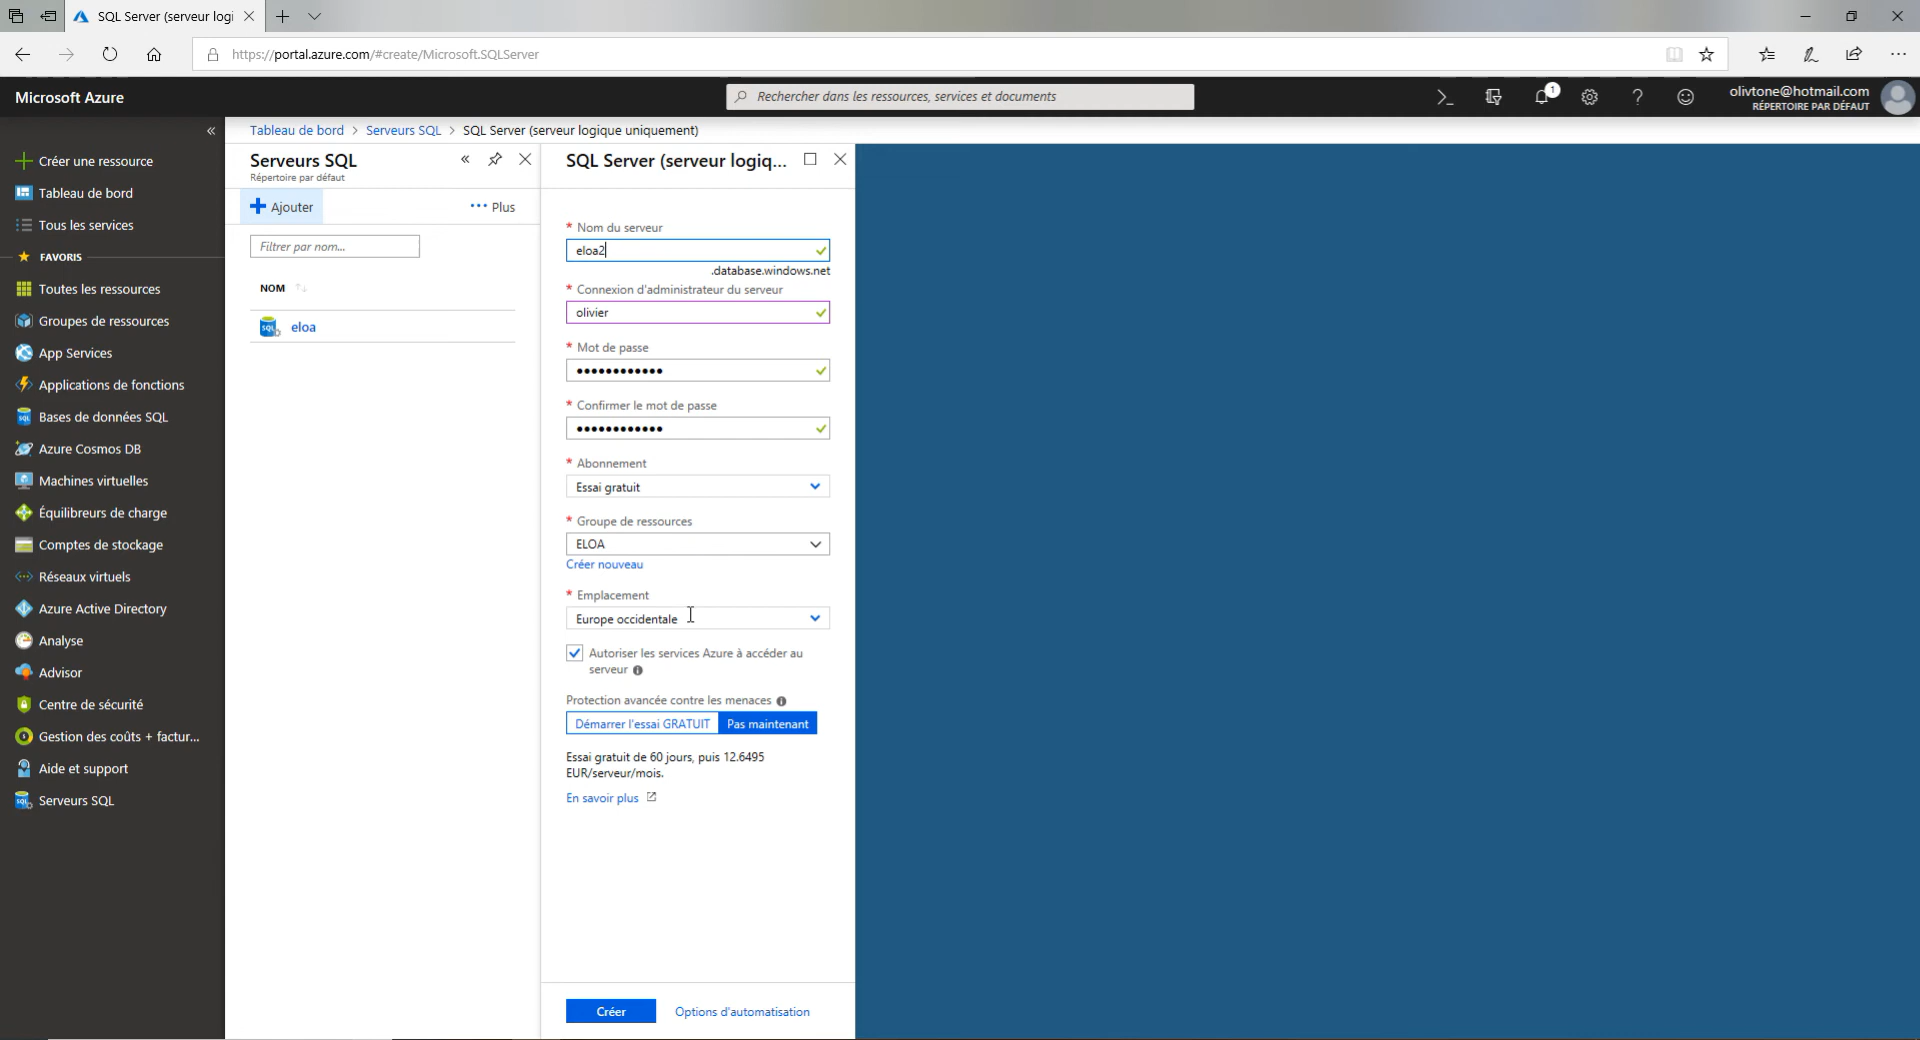 SQL Server (serveur logi
https://portal.azure.com/#create/Microsoft.SQLServer
Microsoft Azure
Rechercher dans les ressources, services et documents
1
olivtone@hotmail.com
RÉPERTOIRE PAR DÉFAUT
Tableau de bord > Serveurs SQL > SQL Server (serveur logique uniquement)
Créer une ressource
Tableau de bord
Tous les services
FAVORIS
Toutes les ressources
Groupes de ressources
App Services
Applications de fonctions
Bases de données SQL
Azure Cosmos DB
Machines virtuelles
Équilibreurs de charge
Comptes de stockage
Réseaux virtuels
Azure Active Directory
Analyse
Advisor
Centre de sécurité
Gestion des coûts + factur...
Aide et support
Serveurs SQL
Serveurs SQL
Répertoire par défaut
Ajouter
Plus
Filtrer par nom...
NOM
SQL eloa
SQL Server (serveur logiq...
* Nom du serveur
eloa2
.database.windows.net
* Connexion d'administrateur du serveur
olivier
* Mot de passe
••••••••••••
* Confirmer le mot de passe
••••••••••••
* Abonnement
Essai gratuit
* Groupe de ressources
ELOA
Créer nouveau
* Emplacement
Europe occidentale
Autoriser les services Azure à accéder au
serveur
Protection avancée contre les menaces
Démarrer l'essai GRATUIT Pas maintenant
Essai gratuit de 60 jours, puis 12.6495
EUR/serveur/mois.
En savoir plus
Créer
Options d'automatisation